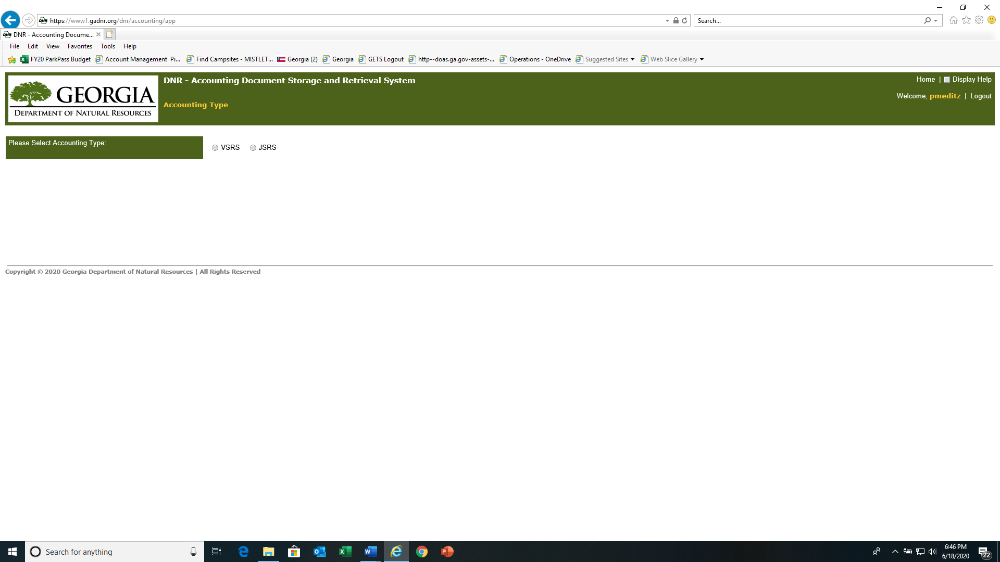 https://www1.gadnr.org/dnr/accounting/app
Search...
DNR - Accounting Docume...
File Edit View Favorites Tools Help
FY20 ParkPass Budget Account Management Pi... Find Campsites - MISTLET... Georgia (2) Georgia GETS Logout http--doas.ga.gov-assets-... Operations - OneDrive Suggested Sites Web Slice Gallery
GEORGIA
DEPARTMENT OF NATURAL RESOURCES
DNR - Accounting Document Storage and Retrieval System
Accounting Type
Home | Display Help
Welcome, pmeditz | Logout
Please Select Accounting Type:
VSRS JSRS
Copyright © 2020 Georgia Department of Natural Resources | All Rights Reserved
Search for anything
6:46 PM
6/18/2020
22